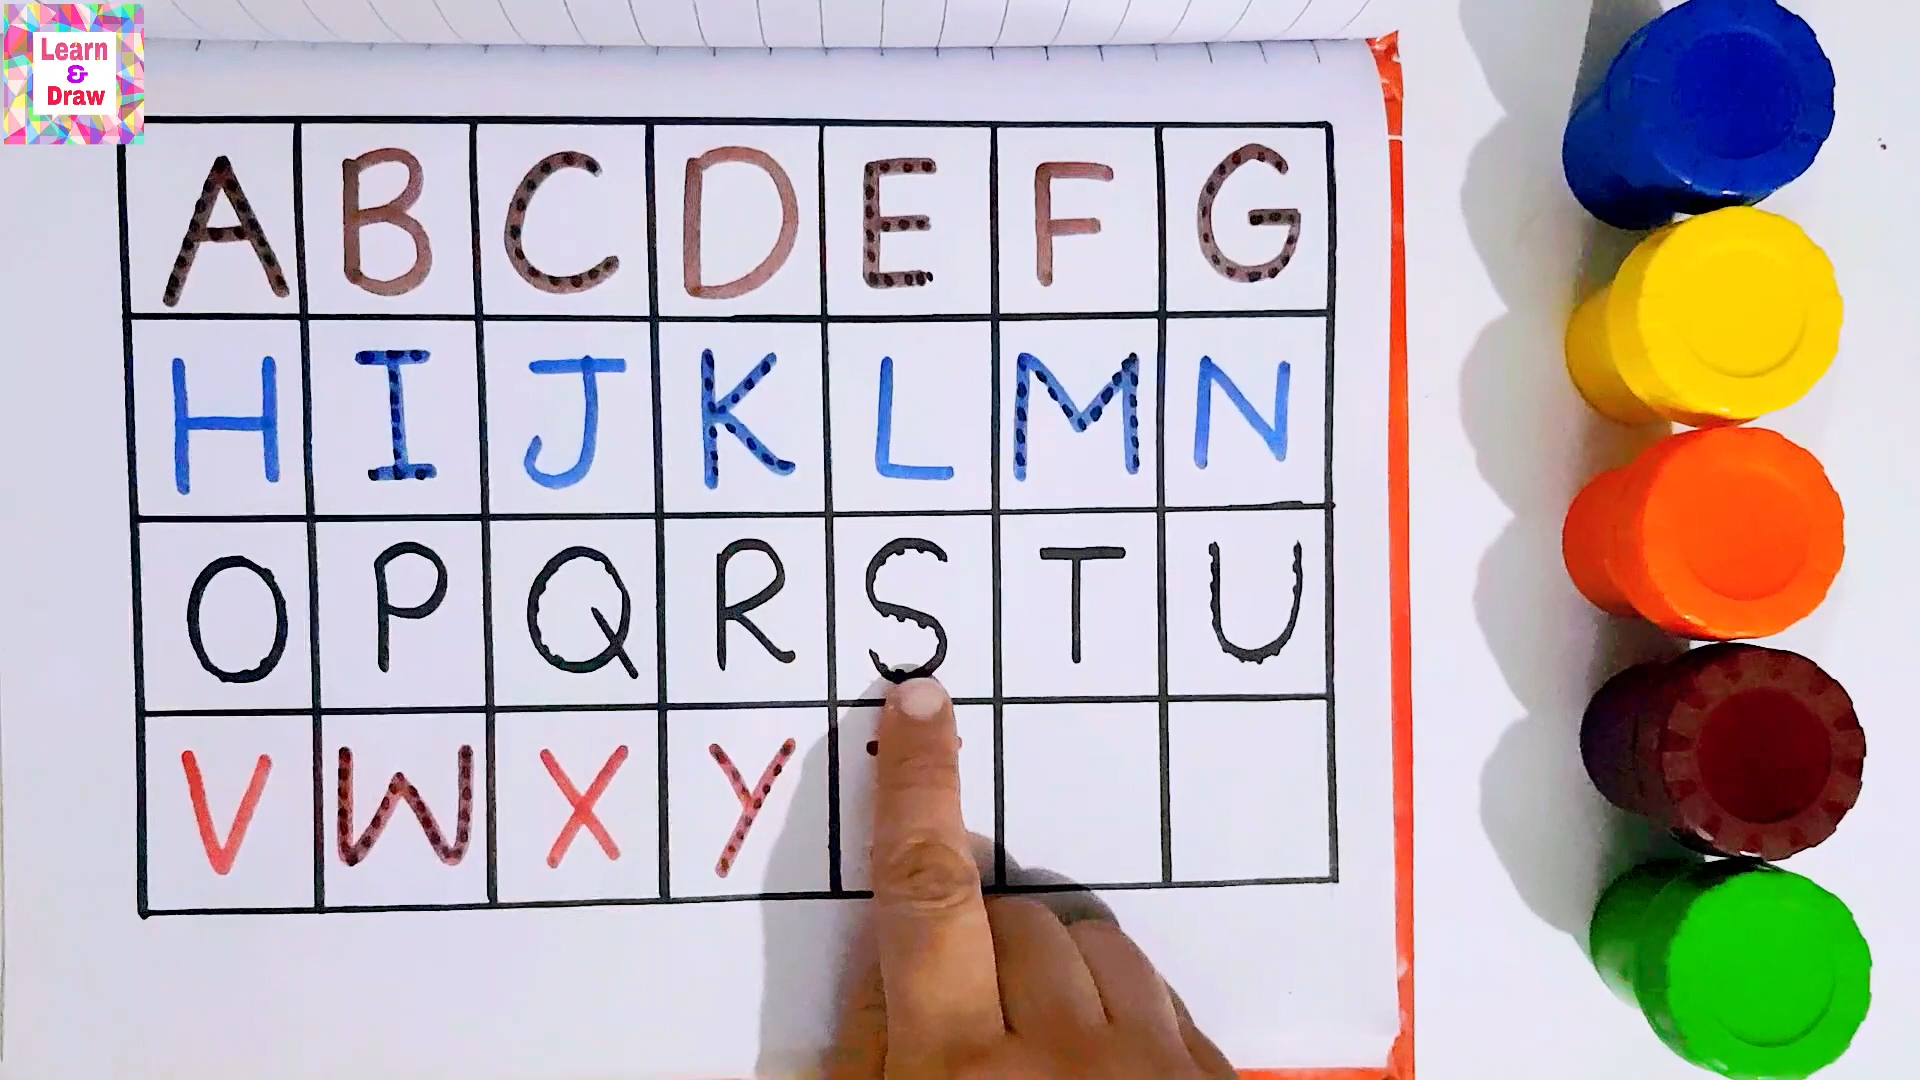 Learn
&
Draw
A B C D E F G
H I J K L M N
O P Q R S T U
V W X Y